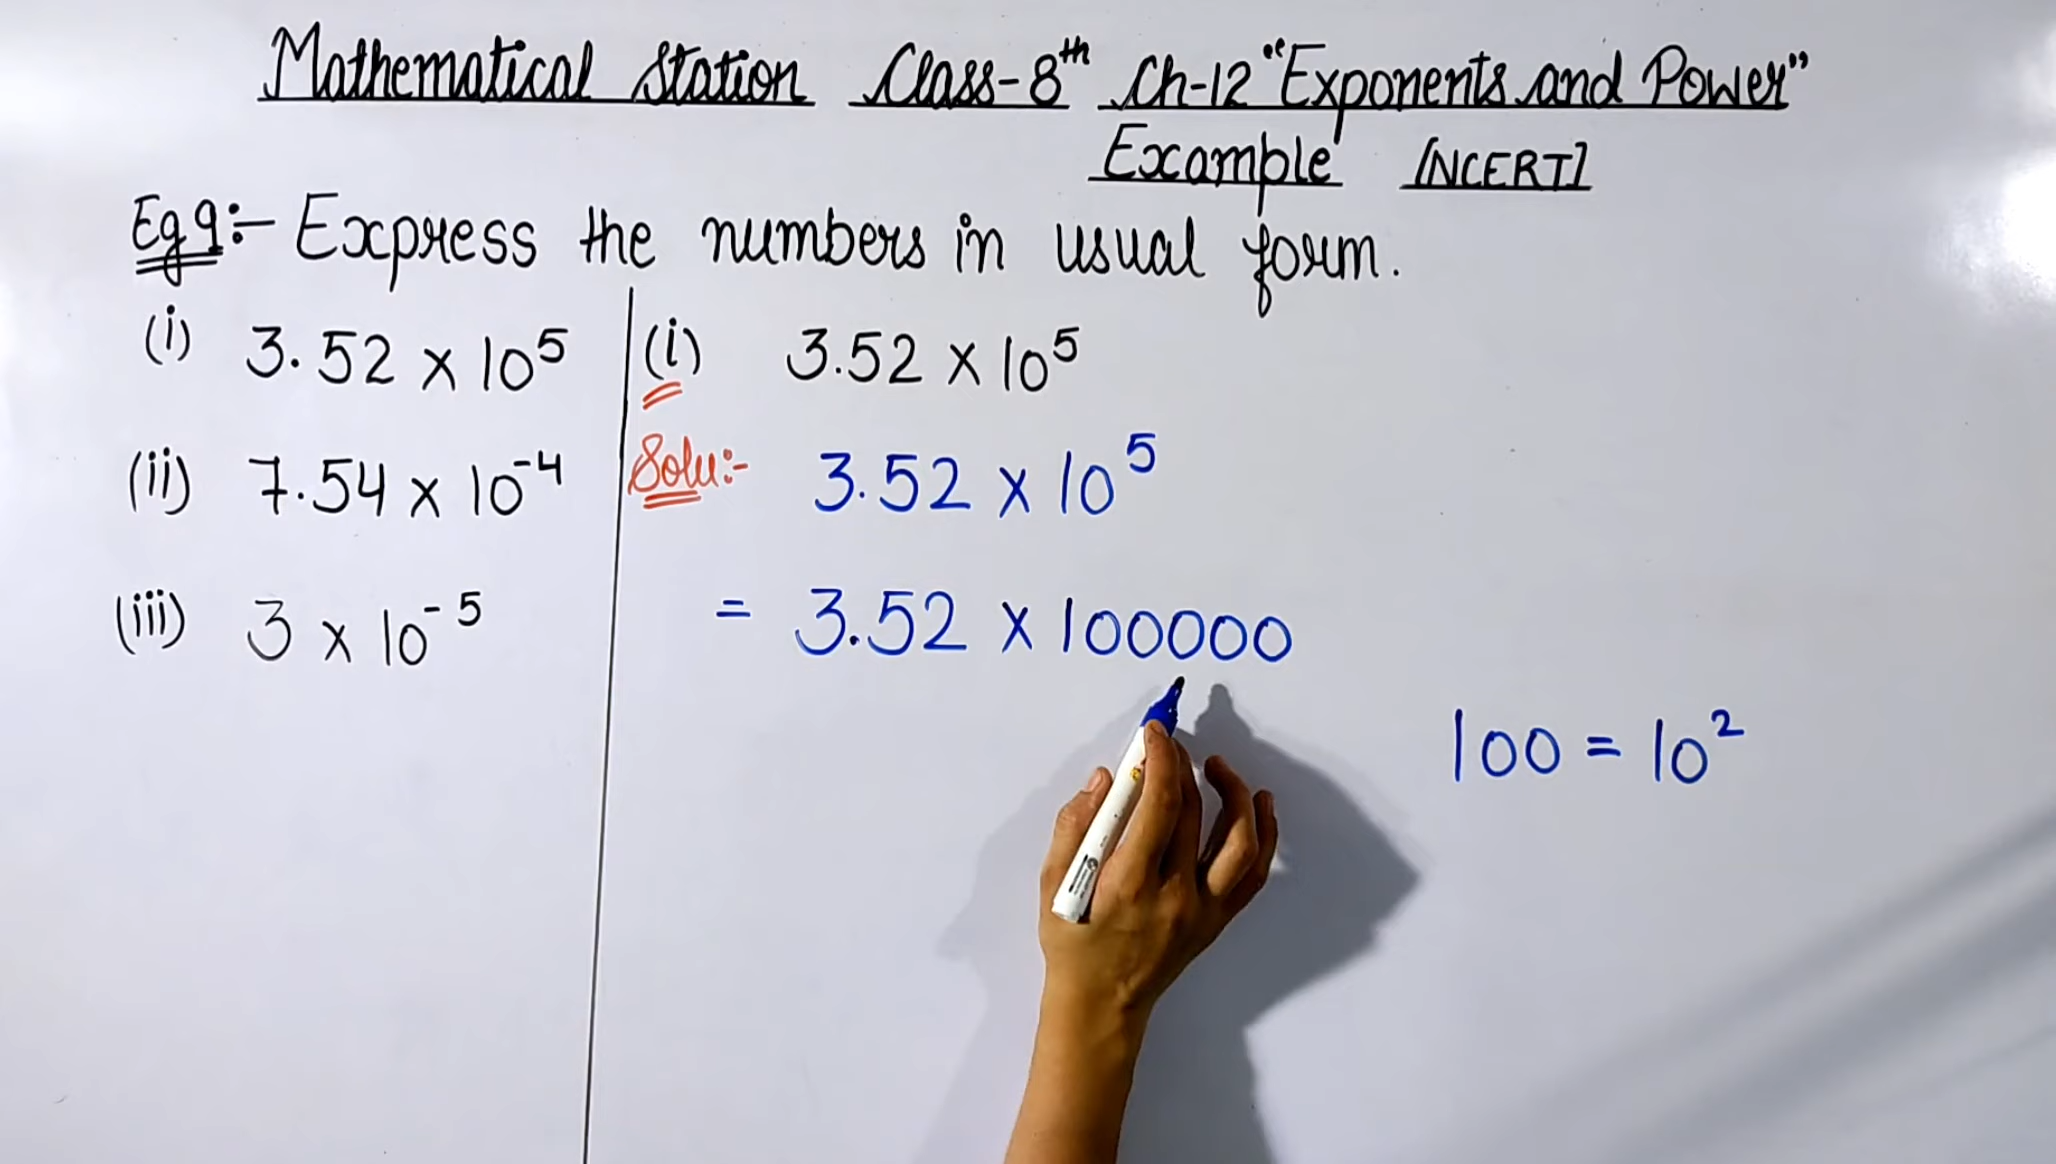 Mathematical Station Class-8th Ch-12 "Exponents and Power"
Example [NCERT]
Eg 9:- Express the numbers in usual form.
(i) 3.52 x 10^5
(ii) 7.54 x 10^-4
(iii) 3 x 10^-5
(i) 3.52 x 10^5
Solu:- 3.52 x 10^5
= 3.52 x 100000
100 = 10^2